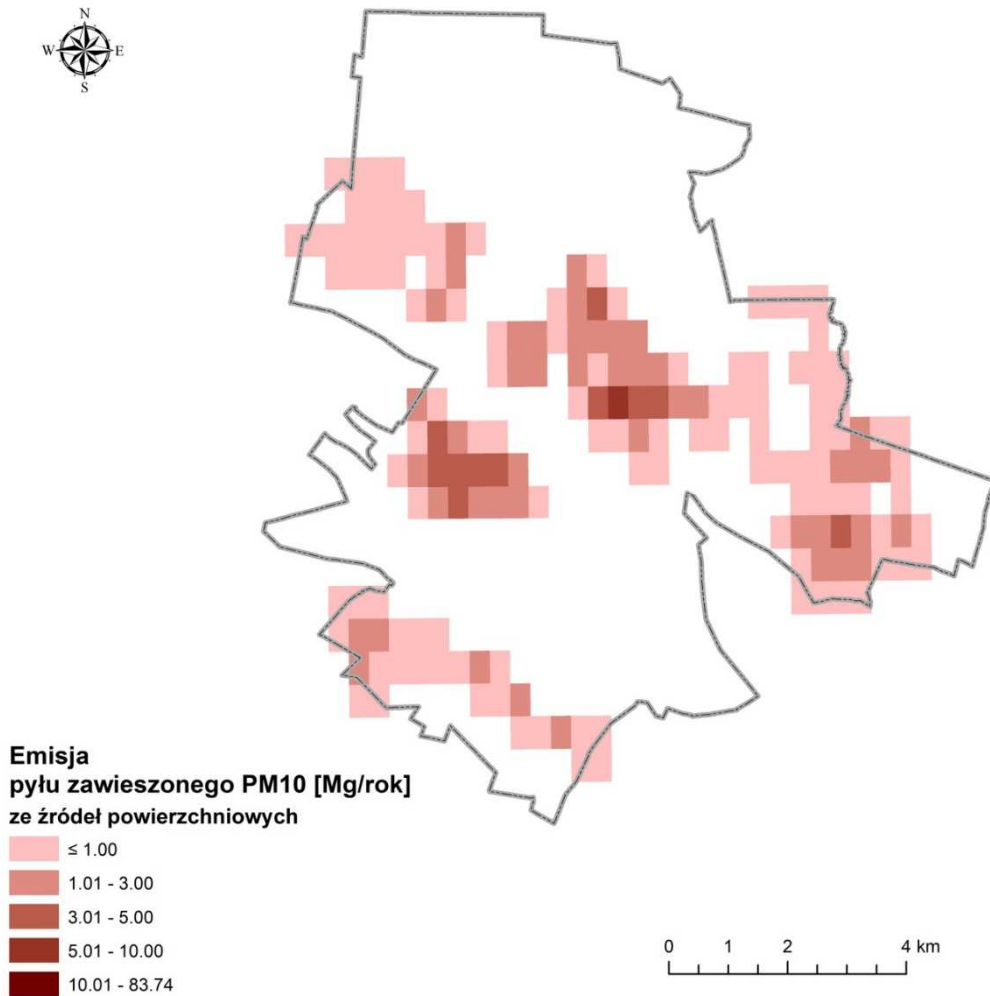 N
W E
S
Emisja
pyłu zawieszonego PM10 [Mg/rok]
ze źródeł powierzchniowych
≤ 1.00
1.01 - 3.00
3.01 - 5.00
5.01 - 10.00
10.01 - 83.74
0 1 2 4 km